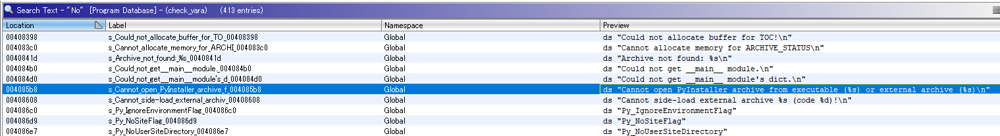 Search Text - "No" [Program Database] - (check_yara) (413 entries)
Location Label Namespace Preview
00408398 s_Could_not_allocate_buffer_for_TO_00408398 Global ds "Could not allocate buffer for TOC!\n"
004083c0 s_Cannot_allocate_memory_for_ARCHI_004083c0 Global ds "Cannot allocate memory for ARCHIVE_STATUS\n"
0040841d s_Archive_not_found:_%s_0040841d Global ds "Archive not found: %s\n"
004084b0 s_Could_not_get__main__module._004084b0 Global ds "Could not get __main__ module.\n"
004084d0 s_Could_not_get__main__module's_d_004084d0 Global ds "Could not get __main__ module's dict.\n"
004085b8 s_Cannot_open_PyInstaller_archive_f_004085b8 Global ds "Cannot open PyInstaller archive from executable (%s) or external archive (%s)\n"
00408608 s_Cannot_side-load_external_archiv_00408608 Global ds "Cannot side-load external archive %s (code %d)!\n"
004086c0 s_Py_IgnoreEnvironmentFlag_004086c0 Global ds "Py_IgnoreEnvironmentFlag"
004086d9 s_Py_NoSiteFlag_004086d9 Global ds "Py_NoSiteFlag"
004086e7 s_Py_NoUserSiteDirectory_004086e7 Global ds "Py_NoUserSiteDirectory"